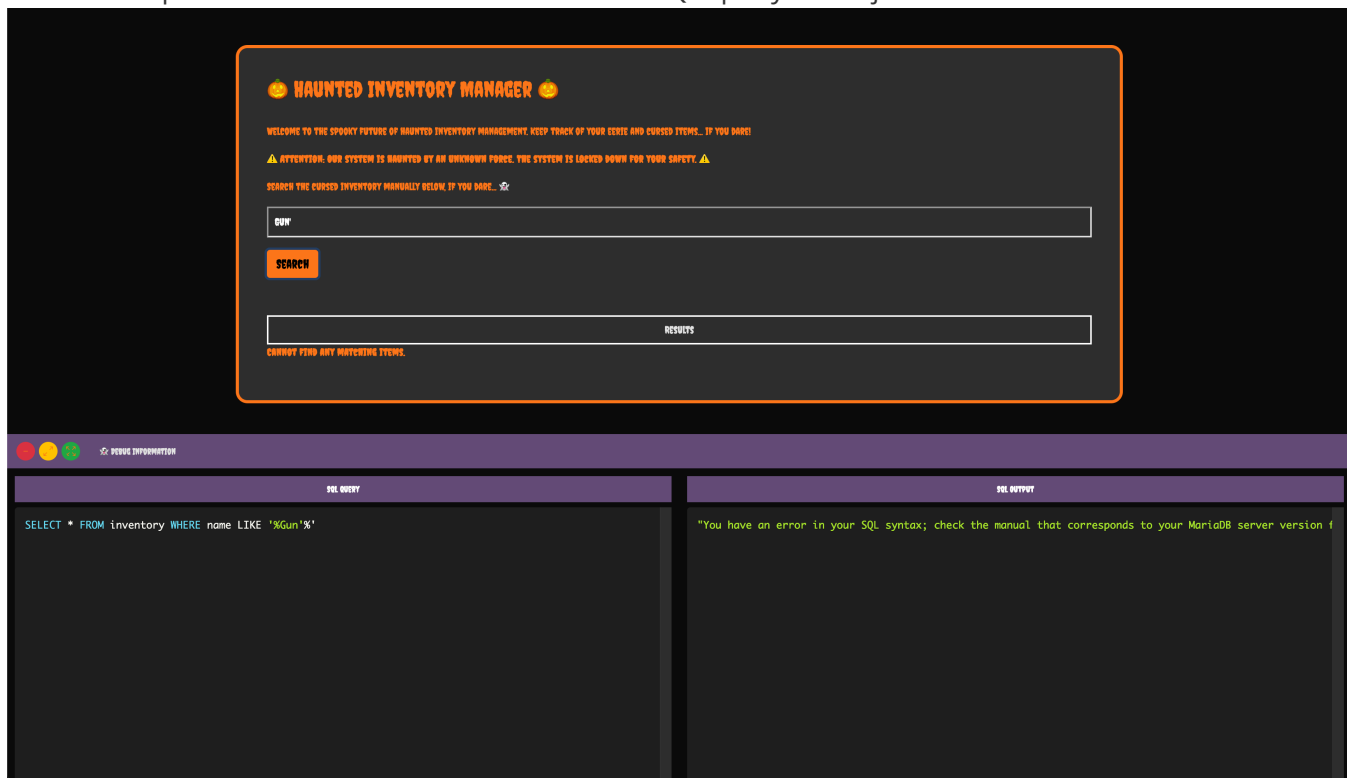 🎃 HAUNTED INVENTORY MANAGER 🎃
WELCOME TO THE SPOOKY FUTURE OF HAUNTED INVENTORY MANAGEMENT. KEEP TRACK OF YOUR EERIE AND CURSED ITEMS... IF YOU DARE!
⚠️ ATTENTION: OUR SYSTEM IS HAUNTED BY AN UNKNOWN FORCE. THE SYSTEM IS LOCKED DOWN FOR YOUR SAFETY. ⚠️
SEARCH THE CURSED INVENTORY MANUALLY BELOW, IF YOU DARE... 🕸️
GUN'
SEARCH
RESULTS
CANNOT FIND ANY MATCHING ITEMS.
DEBUG INFORMATION
SQL QUERY
SQL OUTPUT
SELECT * FROM inventory WHERE name LIKE '%Gun'%'
"You have an error in your SQL syntax; check the manual that corresponds to your MariaDB server version f